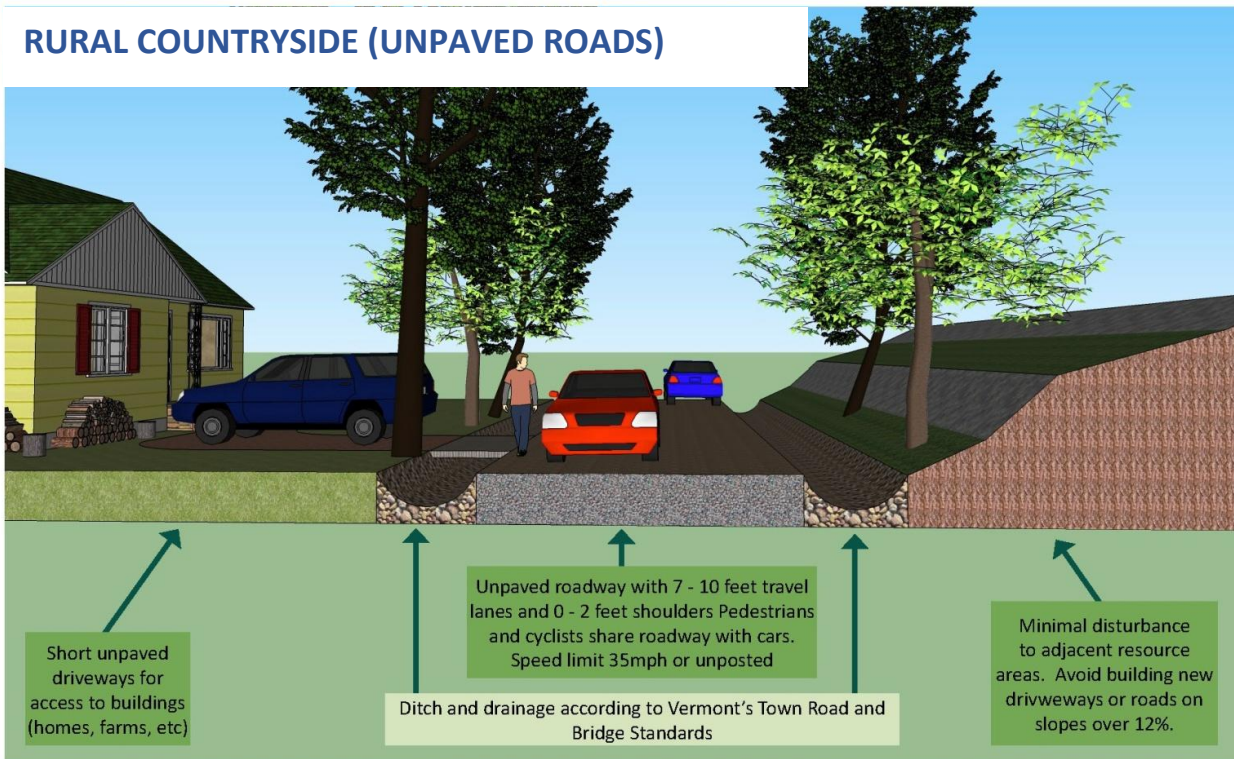 RURAL COUNTRYSIDE (UNPAVED ROADS)
Unpaved roadway with 7 - 10 feet travel
lanes and 0 - 2 feet shoulders Pedestrians
and cyclists share roadway with cars.
Speed limit 35mph or unposted
Short unpaved
driveways for
access to buildings
(homes, farms, etc)
Ditch and drainage according to Vermont's Town Road and
Bridge Standards
Minimal disturbance
to adjacent resource
areas. Avoid building new
drivweways or roads on
slopes over 12%.